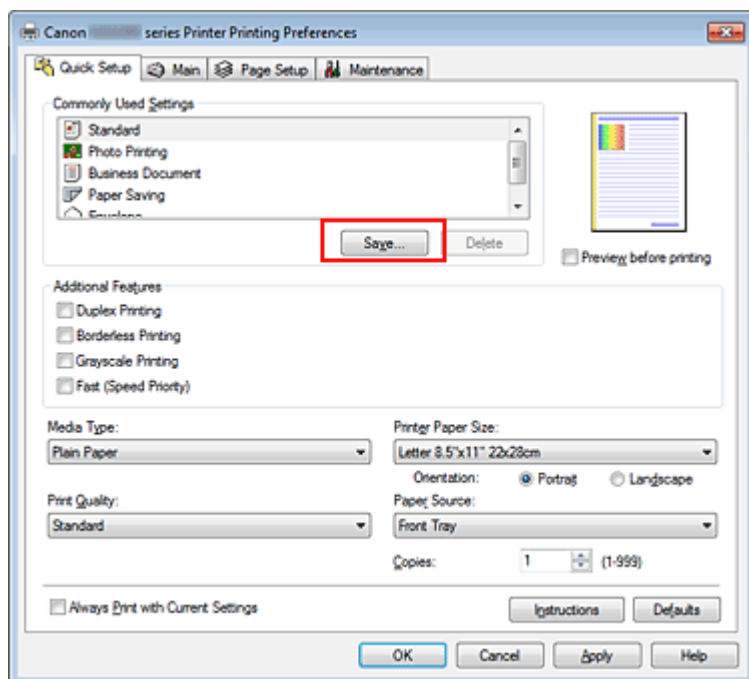 Canon series Printer Printing Preferences
Quick Setup Main Page Setup Maintenance
Commonly Used Settings
Standard
Photo Printing
Business Document
Paper Saving
Envelope
Save... Delete
Preview before printing
Additional Features
Duplex Printing
Borderless Printing
Grayscale Printing
Fast (Speed Priority)
Media Type: Printer Paper Size:
Plain Paper Letter 8.5"x11" 22x28cm
Orientation: Portrait Landscape
Print Quality: Paper Source:
Standard Front Tray
Copies: 1 (1-999)
Always Print with Current Settings Instructions Defaults
OK Cancel Apply Help